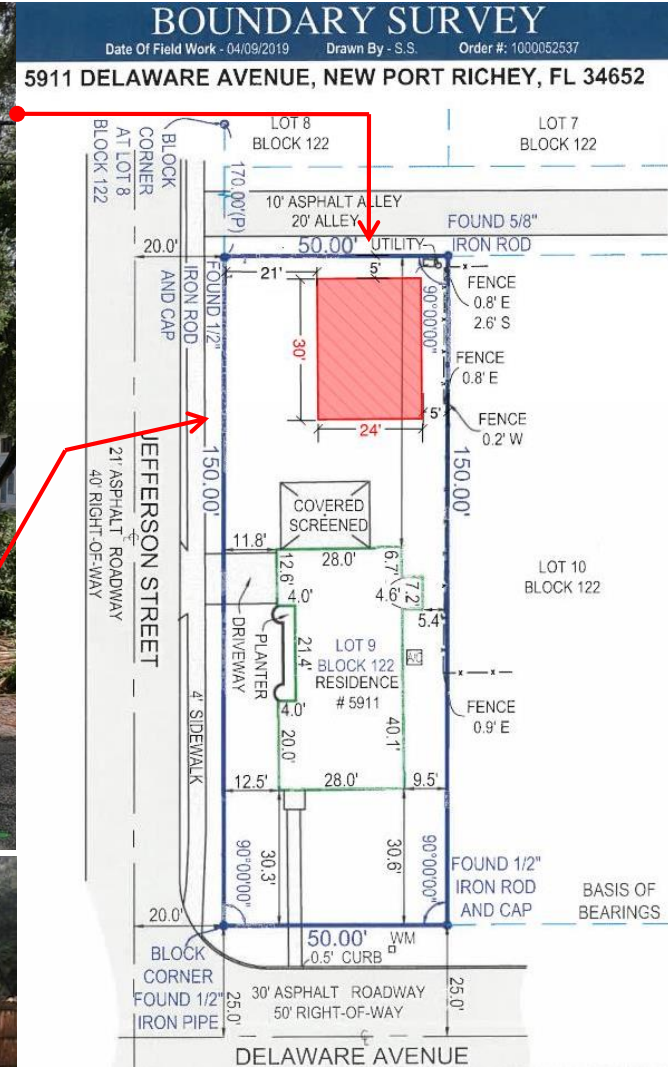 BOUNDARY SURVEY
Date Of Field Work - 04/09/2019 Drawn By - S.S. Order #: 1000052537
5911 DELAWARE AVENUE, NEW PORT RICHEY, FL 34652
LOT 8
BLOCK 122
LOT 7
BLOCK 122
BLOCK
CORNER
AT LOT 8
BLOCK 122
170.00'(P)
10' ASPHALT ALLEY
20' ALLEY
FOUND 5/8"
IRON ROD
20.0'
50.00'
UTILITY
21'
5'
FOUND 1/2"
IRON ROD
AND CAP
90°00'00"
FENCE
0.8' E
2.6' S
30'
FENCE
0.8' E
5'
24'
FENCE
0.2' W
150.00'
150.00'
JEFFERSON STREET
21' ASPHALT ROADWAY
40' RIGHT-OF-WAY
COVERED
SCREENED
11.8'
28.0'
12.6'
6.7'
7.2'
4.6'
4.0'
5.4'
DRIVEWAY
PLANTER
21.4'
LOT 9
BLOCK 122
RESIDENCE
# 5911
A/C
LOT 10
BLOCK 122
4.0'
4' SIDEWALK
20.0'
40.1'
FENCE
0.9' E
12.5'
28.0'
9.5'
90°00'00"
30.3'
30.6'
90°00'00"
FOUND 1/2"
IRON ROD
AND CAP
BASIS OF
BEARINGS
20.0'
50.00'
WM
0.5' CURB
BLOCK
CORNER
FOUND 1/2"
IRON PIPE
25.0'
30' ASPHALT ROADWAY
50' RIGHT-OF-WAY
25.0'
DELAWARE AVENUE